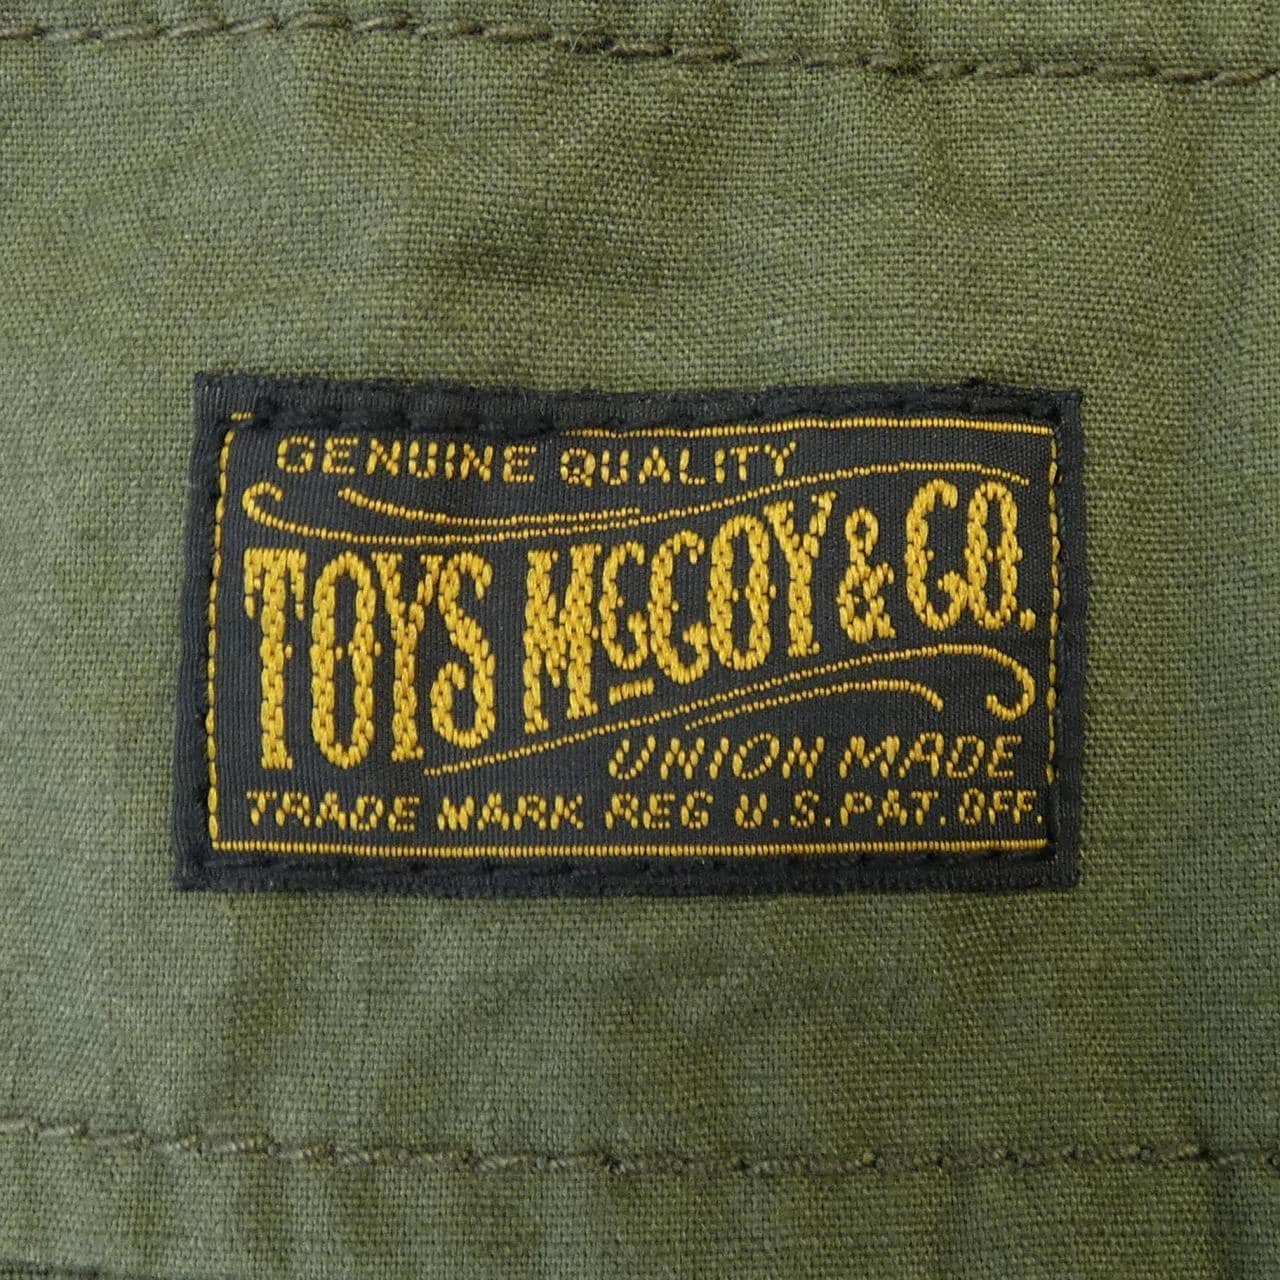 GENUINE QUALITY
TOYS McCOY & CO.
UNION MADE
TRADE MARK REG U.S.PAT.OFF.